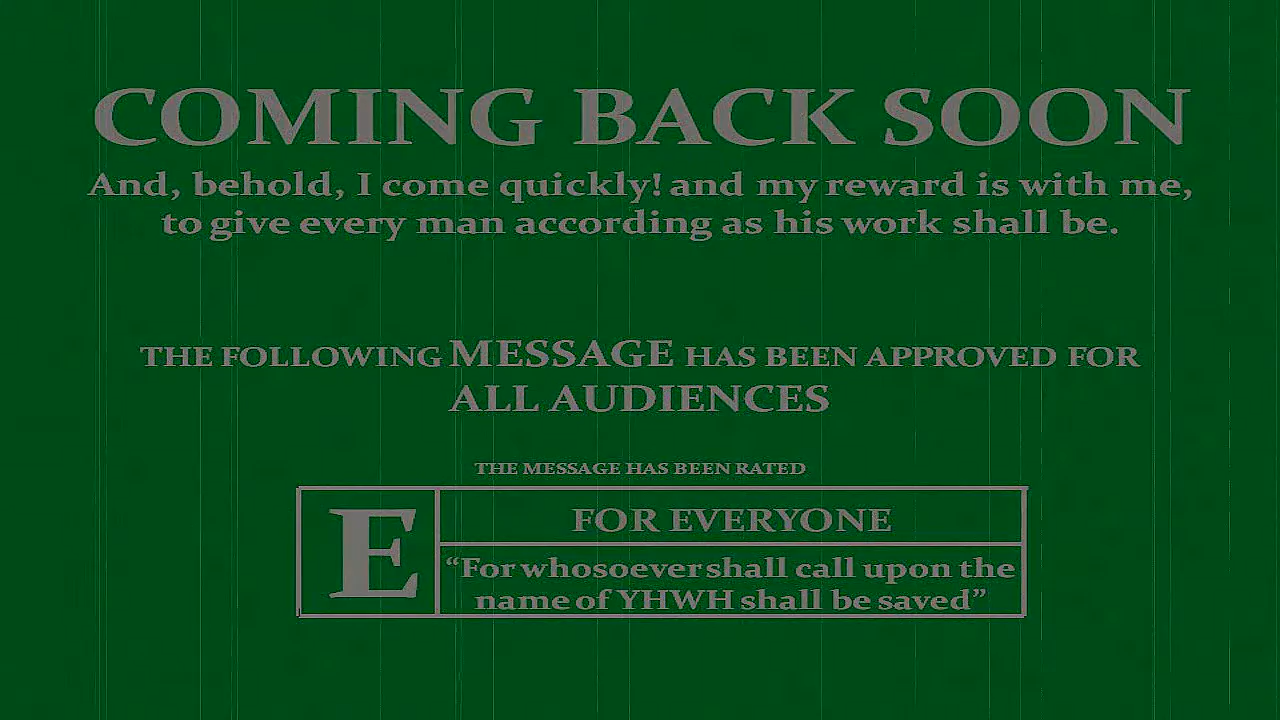 COMING BACK SOON
And, behold, I come quickly! and my reward is with me,
to give every man according as his work shall be.
THE FOLLOWING MESSAGE HAS BEEN APPROVED FOR
ALL AUDIENCES
THE MESSAGE HAS BEEN RATED
E
FOR EVERYONE
“For whosoever shall call upon the
name of YHWH shall be saved”